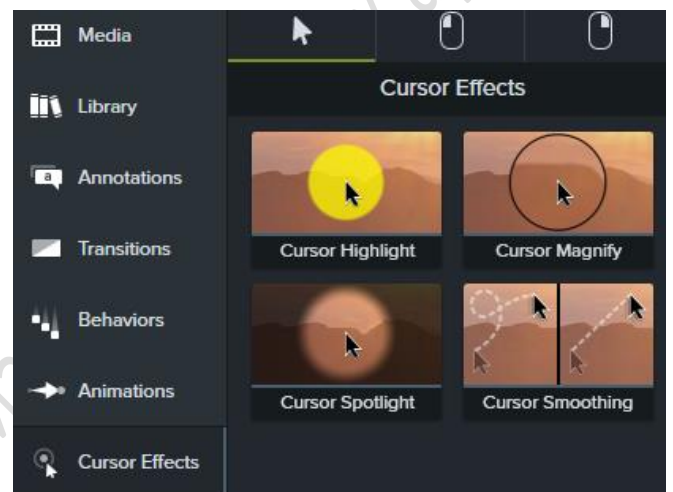 Media
Library
a
Annotations
Transitions
Behaviors
Animations
Cursor Effects
Cursor Effects
Cursor Highlight
Cursor Magnify
Cursor Spotlight
Cursor Smoothing